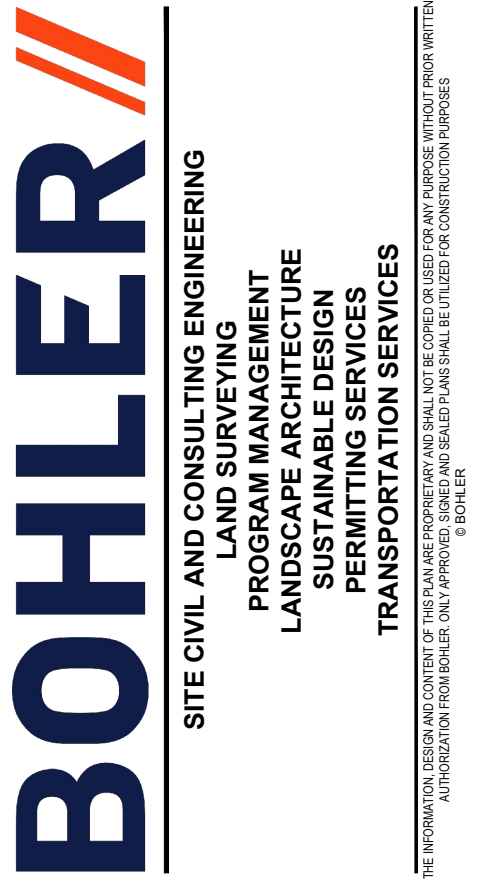 BOHLER//
SITE CIVIL AND CONSULTING ENGINEERING
LAND SURVEYING
PROGRAM MANAGEMENT
LANDSCAPE ARCHITECTURE
SUSTAINABLE DESIGN
PERMITTING SERVICES
TRANSPORTATION SERVICES
THE INFORMATION, DESIGN AND CONTENT OF THIS PLAN ARE PROPRIETARY AND SHALL NOT BE COPIED OR USED FOR ANY PURPOSE WITHOUT PRIOR WRITTEN
AUTHORIZATION FROM BOHLER. ONLY APPROVED, SIGNED AND SEALED PLANS SHALL BE UTILIZED FOR CONSTRUCTION PURPOSES
© BOHLER